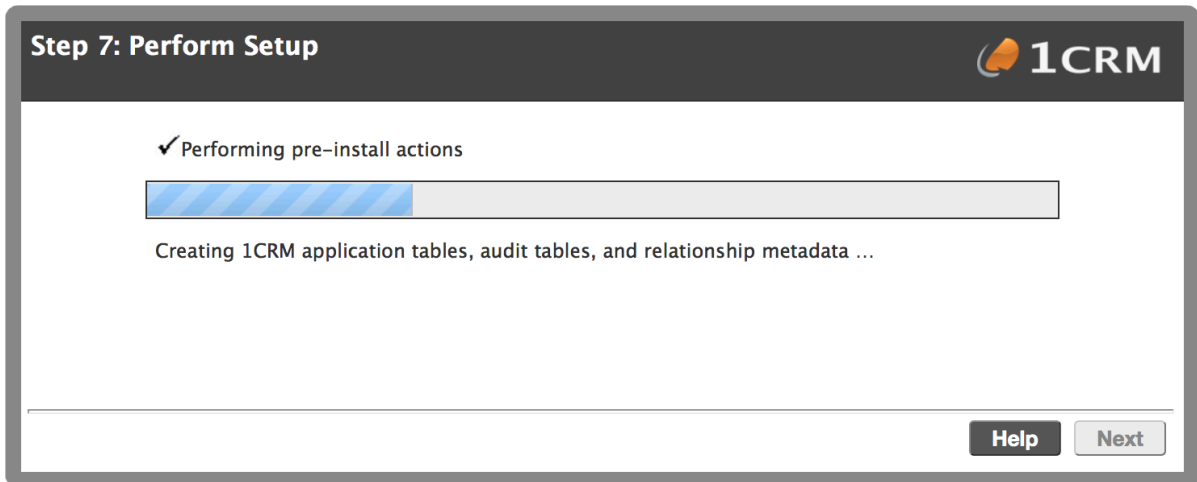 Step 7: Perform Setup
1CRM
Performing pre-install actions
Creating 1CRM application tables, audit tables, and relationship metadata ...
Help
Next